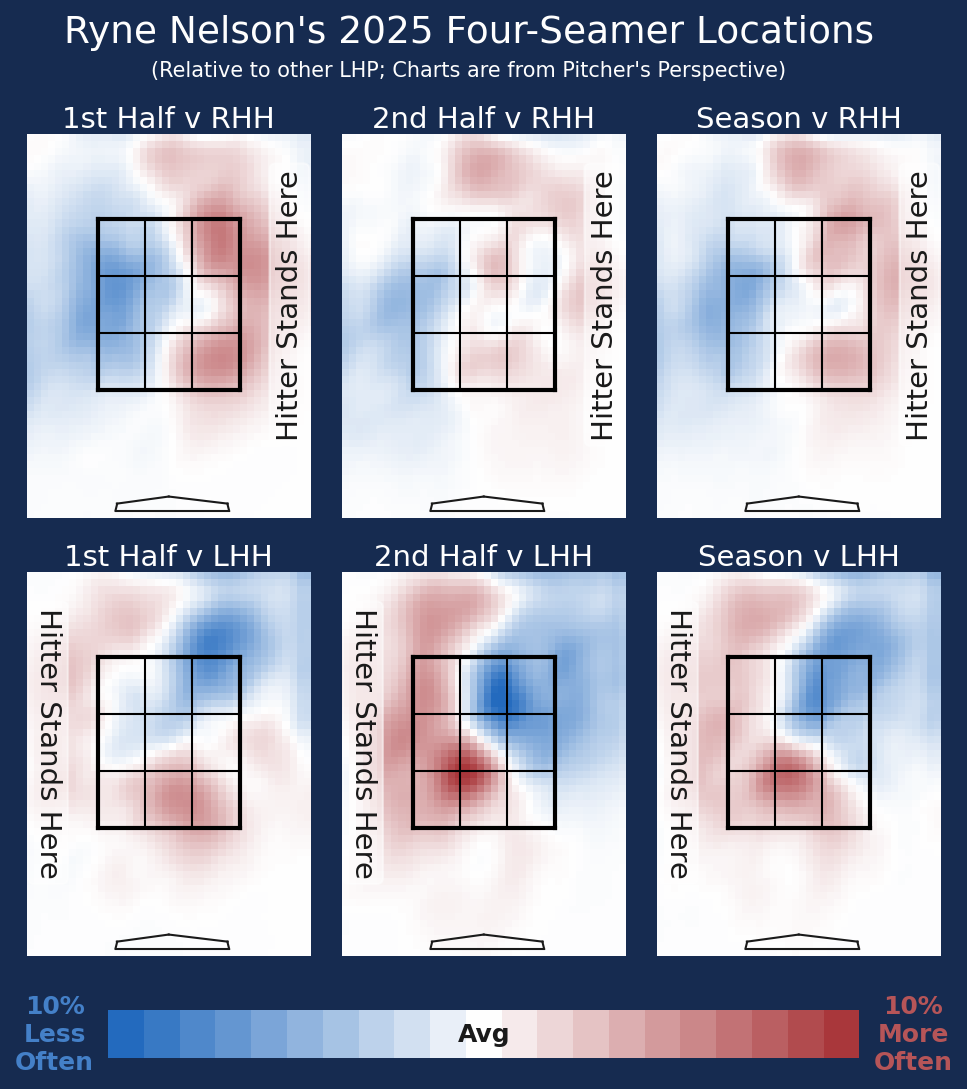 Ryne Nelson's 2025 Four-Seamer Locations
(Relative to other LHP; Charts are from Pitcher's Perspective)
1st Half v RHH
2nd Half v RHH
Season v RHH
Hitter Stands Here
Hitter Stands Here
Hitter Stands Here
1st Half v LHH
2nd Half v LHH
Season v LHH
Hitter Stands Here
Hitter Stands Here
Hitter Stands Here
10%
Less
Often
Avg
10%
More
Often